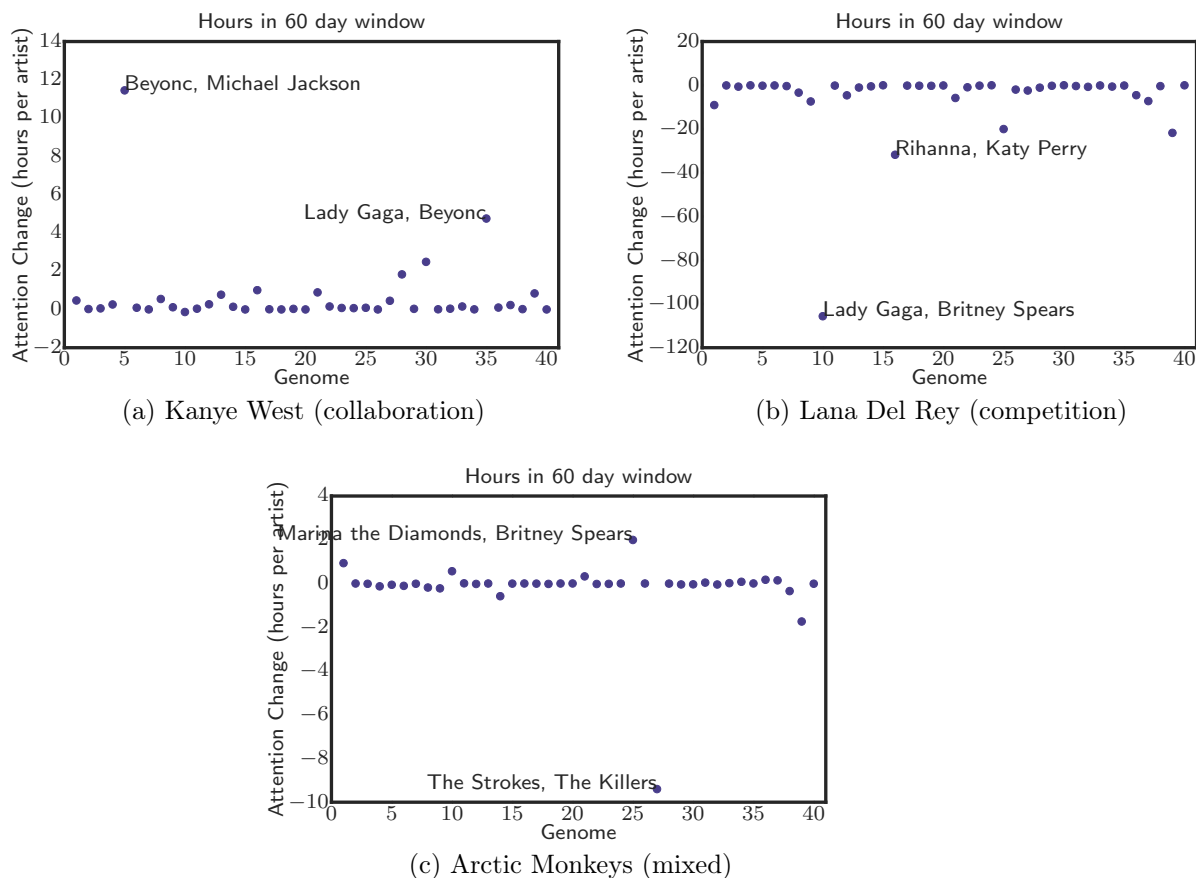 Hours in 60 day window
Attention Change (hours per artist)
14
12
10
8
6
4
2
0
−2
Beyonc, Michael Jackson
Lady Gaga, Beyonc
0 5 10 15 20 25 30 35 40
Genome
(a) Kanye West (collaboration)
Hours in 60 day window
Attention Change (hours per artist)
20
0
−20
−40
−60
−80
−100
−120
Rihanna, Katy Perry
Lady Gaga, Britney Spears
0 5 10 15 20 25 30 35 40
Genome
(b) Lana Del Rey (competition)
Hours in 60 day window
Attention Change (hours per artist)
4
2
0
−2
−4
−6
−8
−10
Marina the Diamonds, Britney Spears
The Strokes, The Killers
0 5 10 15 20 25 30 35 40
Genome
(c) Arctic Monkeys (mixed)